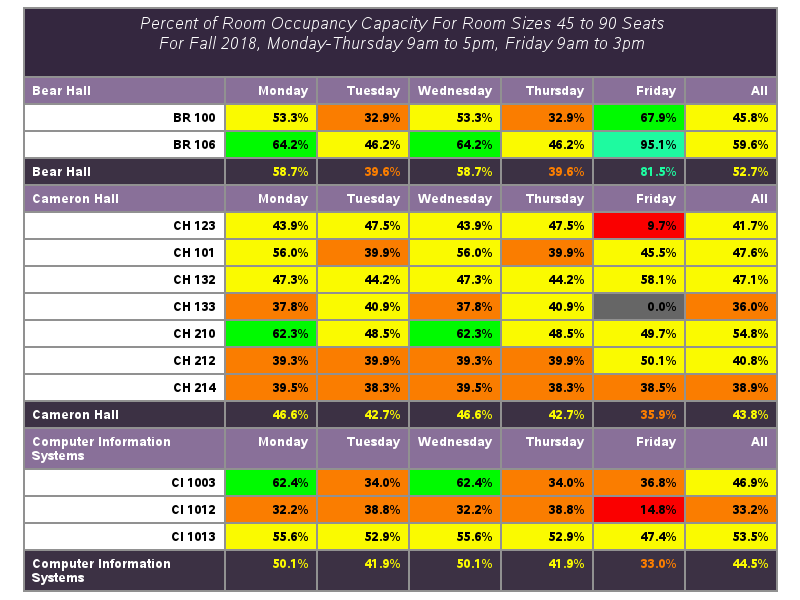 Percent of Room Occupancy Capacity For Room Sizes 45 to 90 Seats
For Fall 2018, Monday-Thursday 9am to 5pm, Friday 9am to 3pm
Bear Hall Monday Tuesday Wednesday Thursday Friday All
BR 100 53.3% 32.9% 53.3% 32.9% 67.9% 45.8%
BR 106 64.2% 46.2% 64.2% 46.2% 95.1% 59.6%
Bear Hall 58.7% 39.6% 58.7% 39.6% 81.5% 52.7%
Cameron Hall Monday Tuesday Wednesday Thursday Friday All
CH 123 43.9% 47.5% 43.9% 47.5% 9.7% 41.7%
CH 101 56.0% 39.9% 56.0% 39.9% 45.5% 47.6%
CH 132 47.3% 44.2% 47.3% 44.2% 58.1% 47.1%
CH 133 37.8% 40.9% 37.8% 40.9% 0.0% 36.0%
CH 210 62.3% 48.5% 62.3% 48.5% 49.7% 54.8%
CH 212 39.3% 39.9% 39.3% 39.9% 50.1% 40.8%
CH 214 39.5% 38.3% 39.5% 38.3% 38.5% 38.9%
Cameron Hall 46.6% 42.7% 46.6% 42.7% 35.9% 43.8%
Computer Information Monday Tuesday Wednesday Thursday Friday All
Systems
CI 1003 62.4% 34.0% 62.4% 34.0% 36.8% 46.9%
CI 1012 32.2% 38.8% 32.2% 38.8% 14.8% 33.2%
CI 1013 55.6% 52.9% 55.6% 52.9% 47.4% 53.5%
Computer Information 50.1% 41.9% 50.1% 41.9% 33.0% 44.5%
Systems